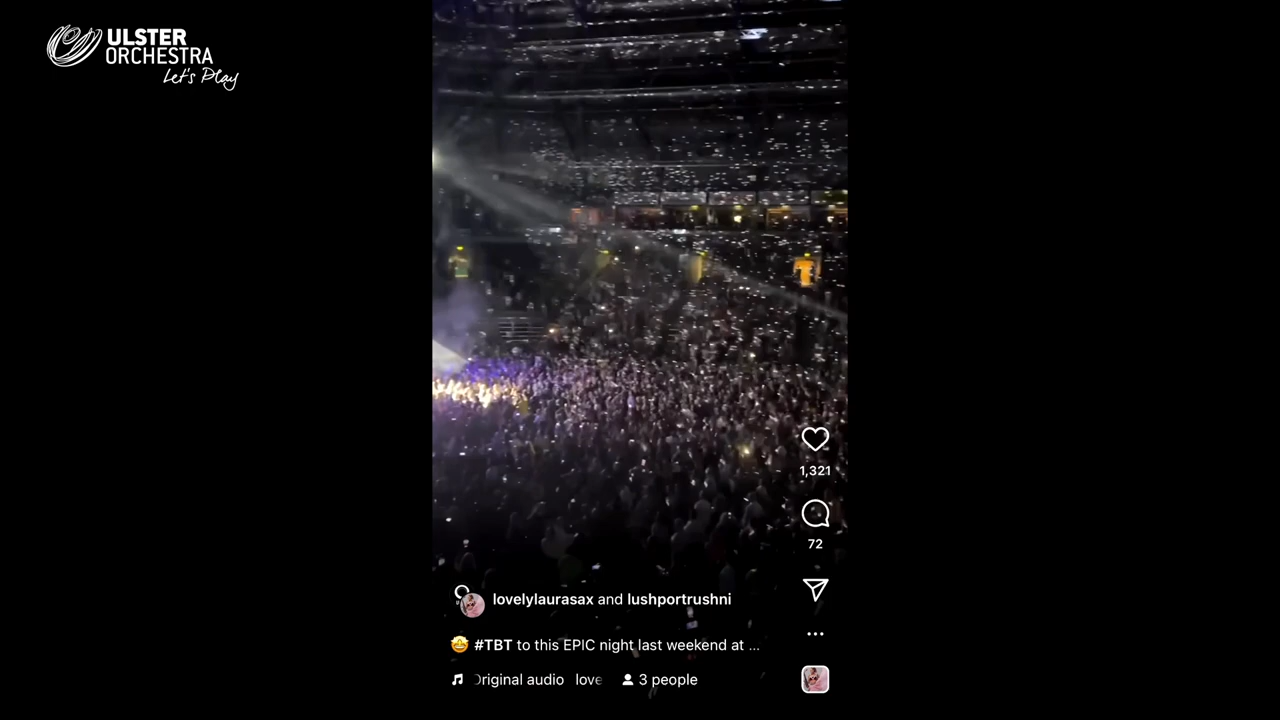 ULSTER
ORCHESTRA
Let's Play
1,321
72
lovelylaurasax and lushportrushni
🤩 #TBT to this EPIC night last weekend at ...
Original audio love
3 people